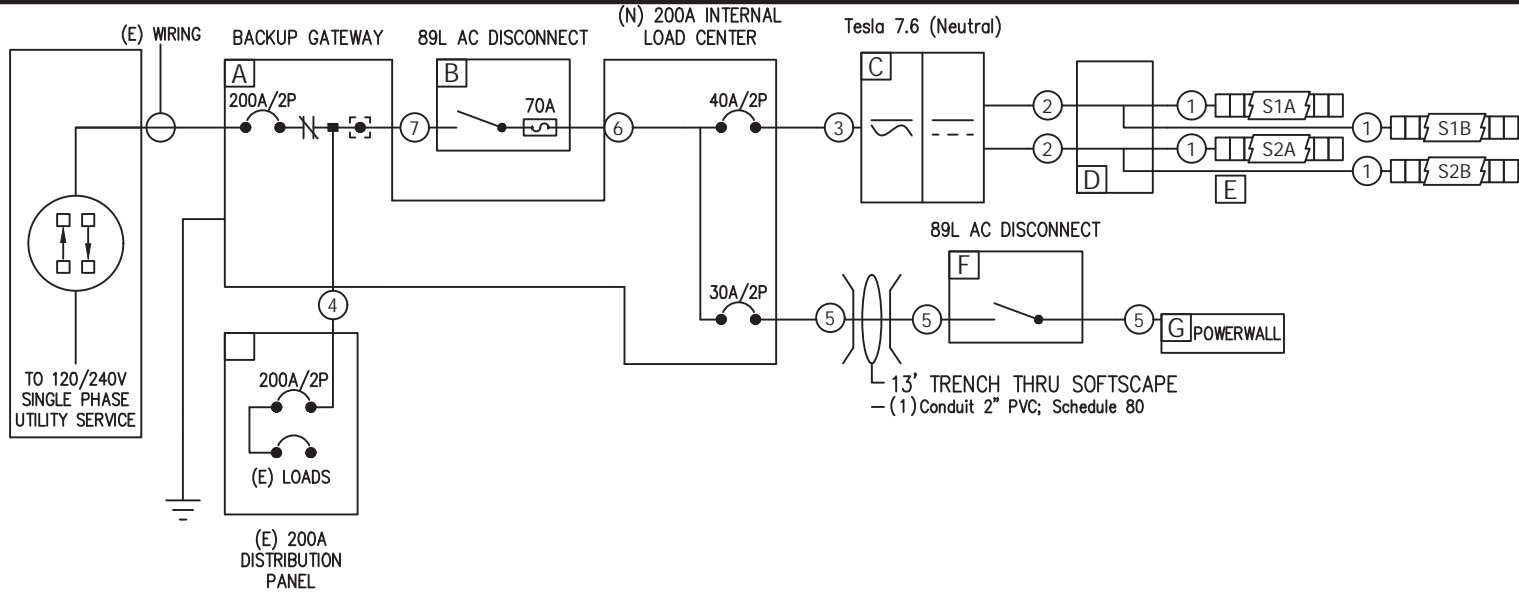 (E) WIRING
BACKUP GATEWAY
89L AC DISCONNECT
(N) 200A INTERNAL
LOAD CENTER
Tesla 7.6 (Neutral)
A
200A/2P
B
70A
7
6
40A/2P
3
C
2
2
D
1
S1A
1
S1B
1
S2A
1
S2B
E
89L AC DISCONNECT
F
4
30A/2P
5
5
5
G
POWERWALL
TO 120/240V
SINGLE PHASE
UTILITY SERVICE
200A/2P
(E) LOADS
(E) 200A
DISTRIBUTION
PANEL
13' TRENCH THRU SOFTSCAPE
(1) Conduit 2" PVC; Schedule 80